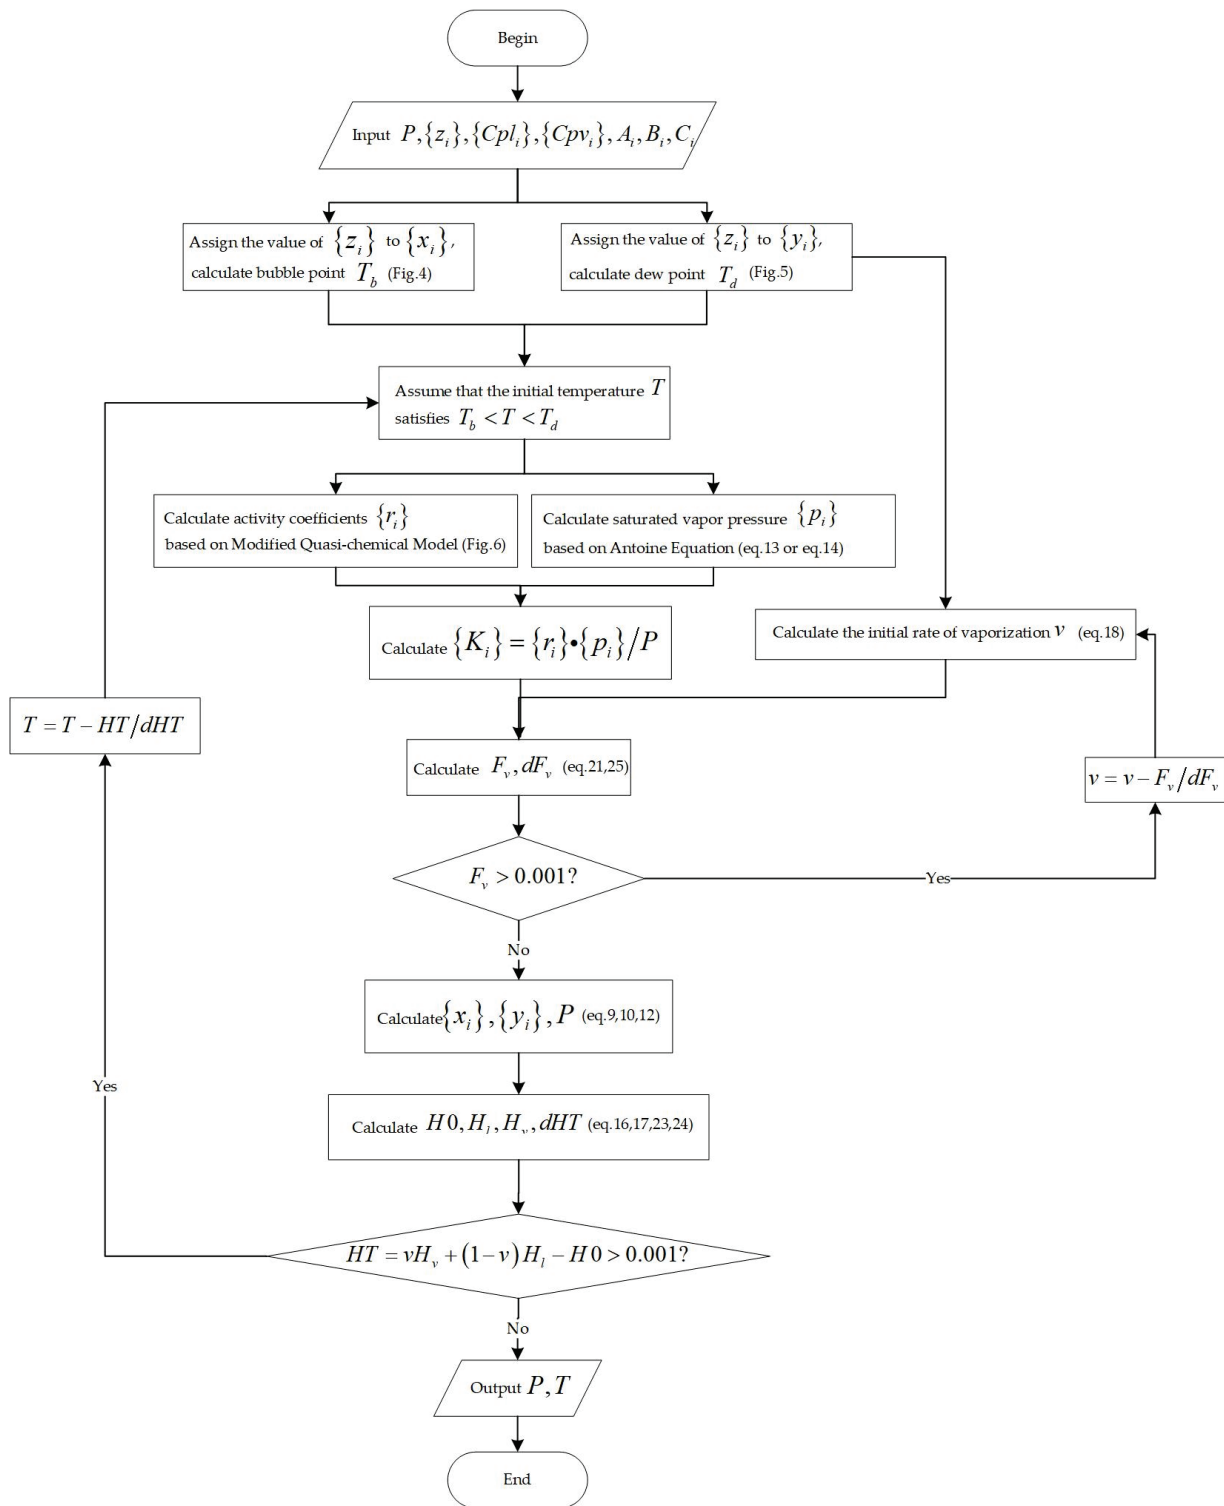 Begin
Input P,{z_i},{Cpl_i},{Cpv_i},A_i,B_i,C_i
Assign the value of {z_i} to {x_i},
calculate bubble point T_b (Fig.4)
Assign the value of {z_i} to {y_i},
calculate dew point T_d (Fig.5)
Assume that the initial temperature T
satisfies T_b < T < T_d
Calculate activity coefficients {r_i}
based on Modified Quasi-chemical Model (Fig.6)
Calculate saturated vapor pressure {p_i}
based on Antoine Equation (eq.13 or eq.14)
Calculate {K_i} = {r_i}•{p_i}/P
Calculate the initial rate of vaporization v (eq.18)
T = T − HT/dHT
Calculate F_v, dF_v (eq.21,25)
v = v − F_v/dF_v
F_v > 0.001?
Yes
No
Calculate{x_i},{y_i},P (eq.9,10,12)
Yes
Calculate H0,H_l,H_v,dHT (eq.16,17,23,24)
HT = vH_v + (1−v)H_l − H0 > 0.001?
No
Output P,T
End